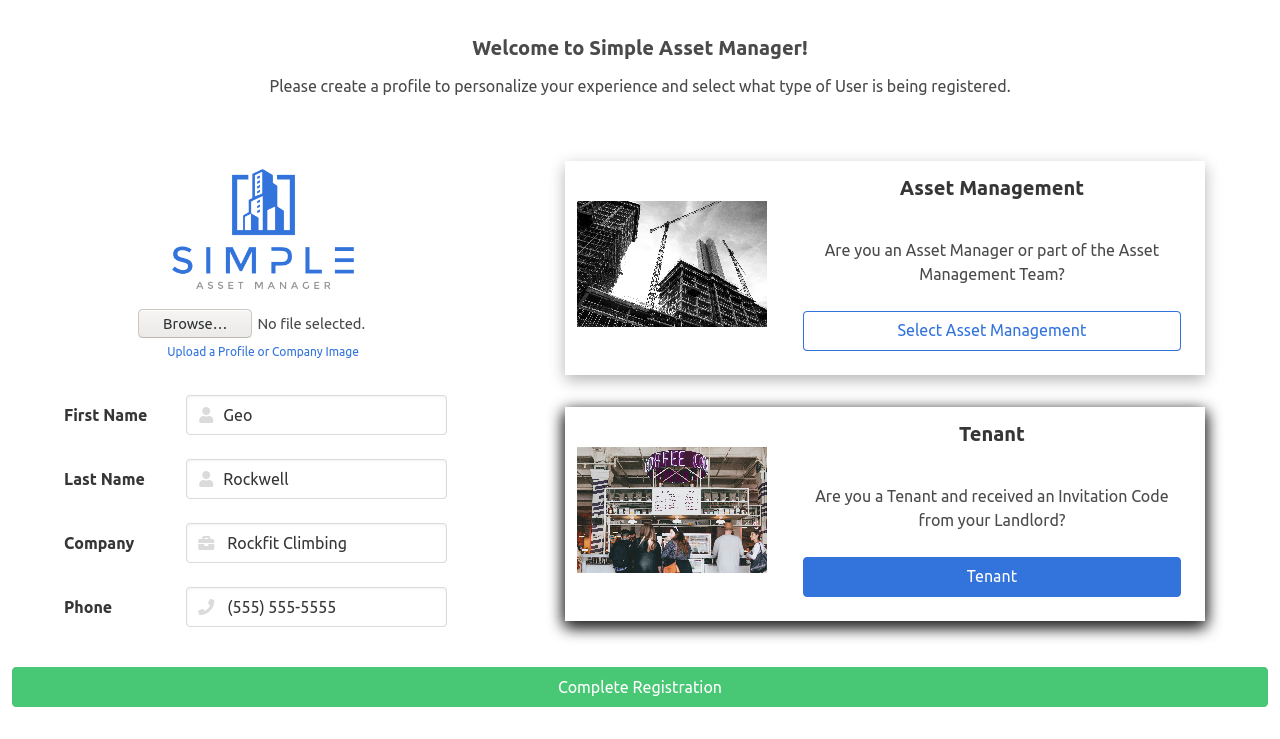 Welcome to Simple Asset Manager!
Please create a profile to personalize your experience and select what type of User is being registered.
SIMPLE
ASSET MANAGER
Browse… No file selected.
Upload a Profile or Company Image
First Name Geo
Last Name Rockwell
Company Rockfit Climbing
Phone (555) 555-5555
Asset Management
Are you an Asset Manager or part of the Asset
Management Team?
Select Asset Management
Tenant
Are you a Tenant and received an Invitation Code
from your Landlord?
Tenant
Complete Registration